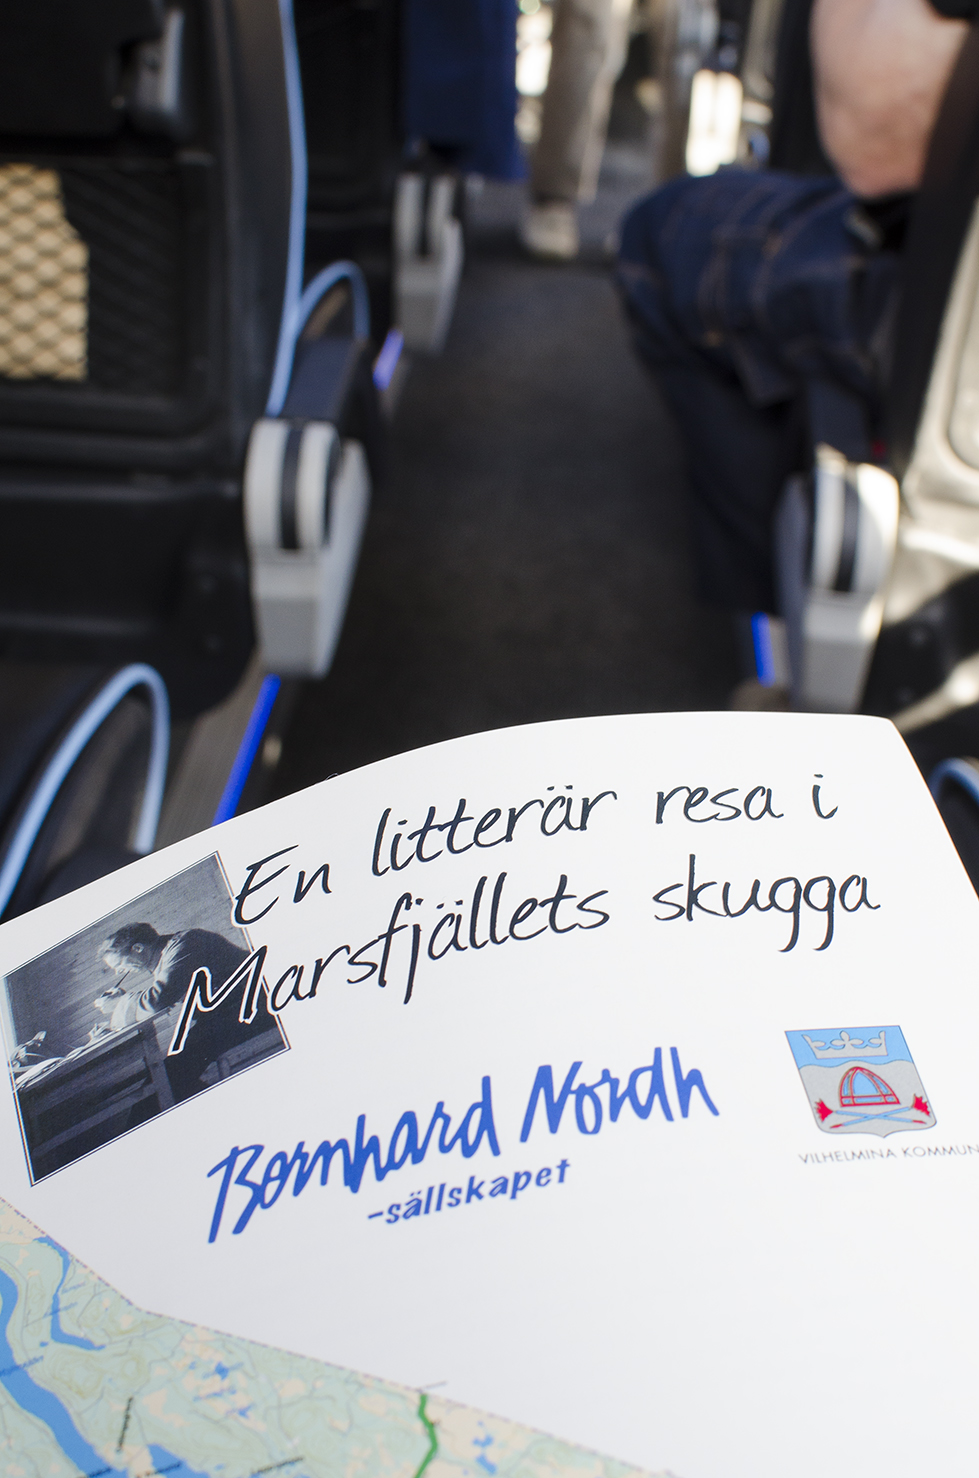 En litterär resa i
Marsfjällets skugga
Bernhard Nordh
-sällskapet
VILHELMINA KOMMUN